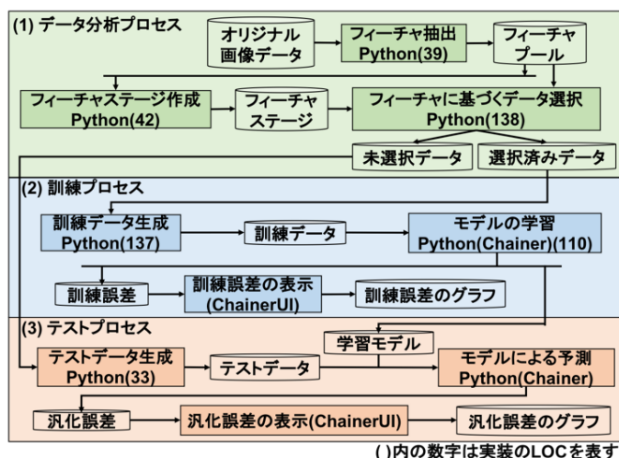 (1) データ分析プロセス
オリジナル
画像データ
フィーチャ抽出
Python(39)
フィーチャ
プール
フィーチャステージ作成
Python(42)
フィーチャ
ステージ
フィーチャに基づくデータ選択
Python(138)
未選択データ
選択済みデータ
(2) 訓練プロセス
訓練データ生成
Python(137)
訓練データ
モデルの学習
Python(Chainer)(110)
訓練誤差
訓練誤差の表示
(ChainerUI)
訓練誤差のグラフ
(3) テストプロセス
学習モデル
テストデータ生成
Python(33)
テストデータ
モデルによる予測
Python(Chainer)
汎化誤差
汎化誤差の表示(ChainerUI)
汎化誤差のグラフ
( )内の数字は実装のLOCを表す